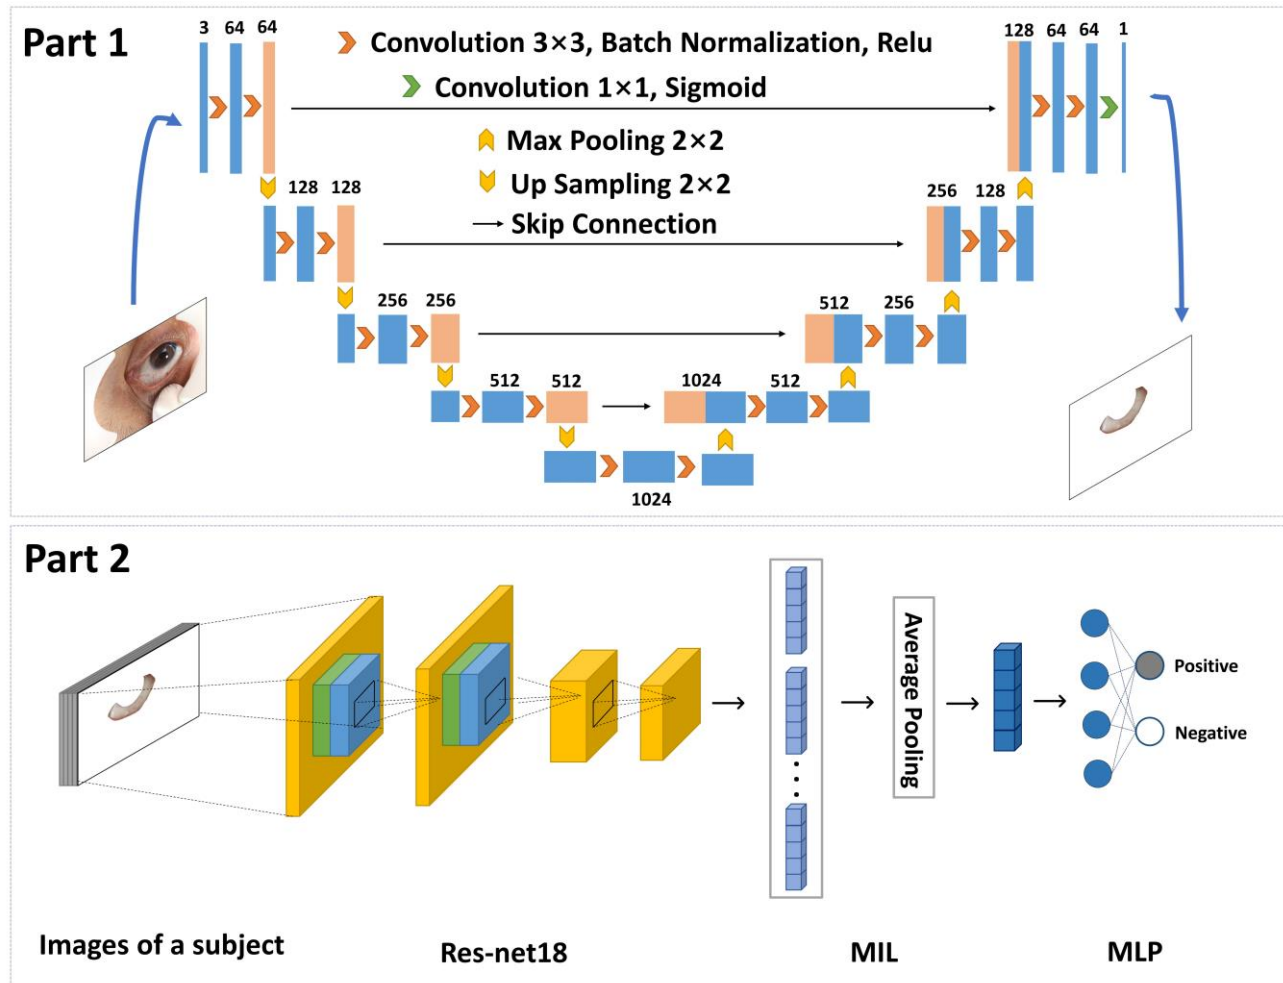 Part 1
3 64 64
Convolution 3×3, Batch Normalization, Relu
128 64 64 1
Convolution 1×1, Sigmoid
Max Pooling 2×2
Up Sampling 2×2
Skip Connection
128 128
256 128
256 256
512 256
512 512
1024 512
1024
Part 2
Average Pooling
Positive
Negative
Images of a subject
Res-net18
MIL
MLP